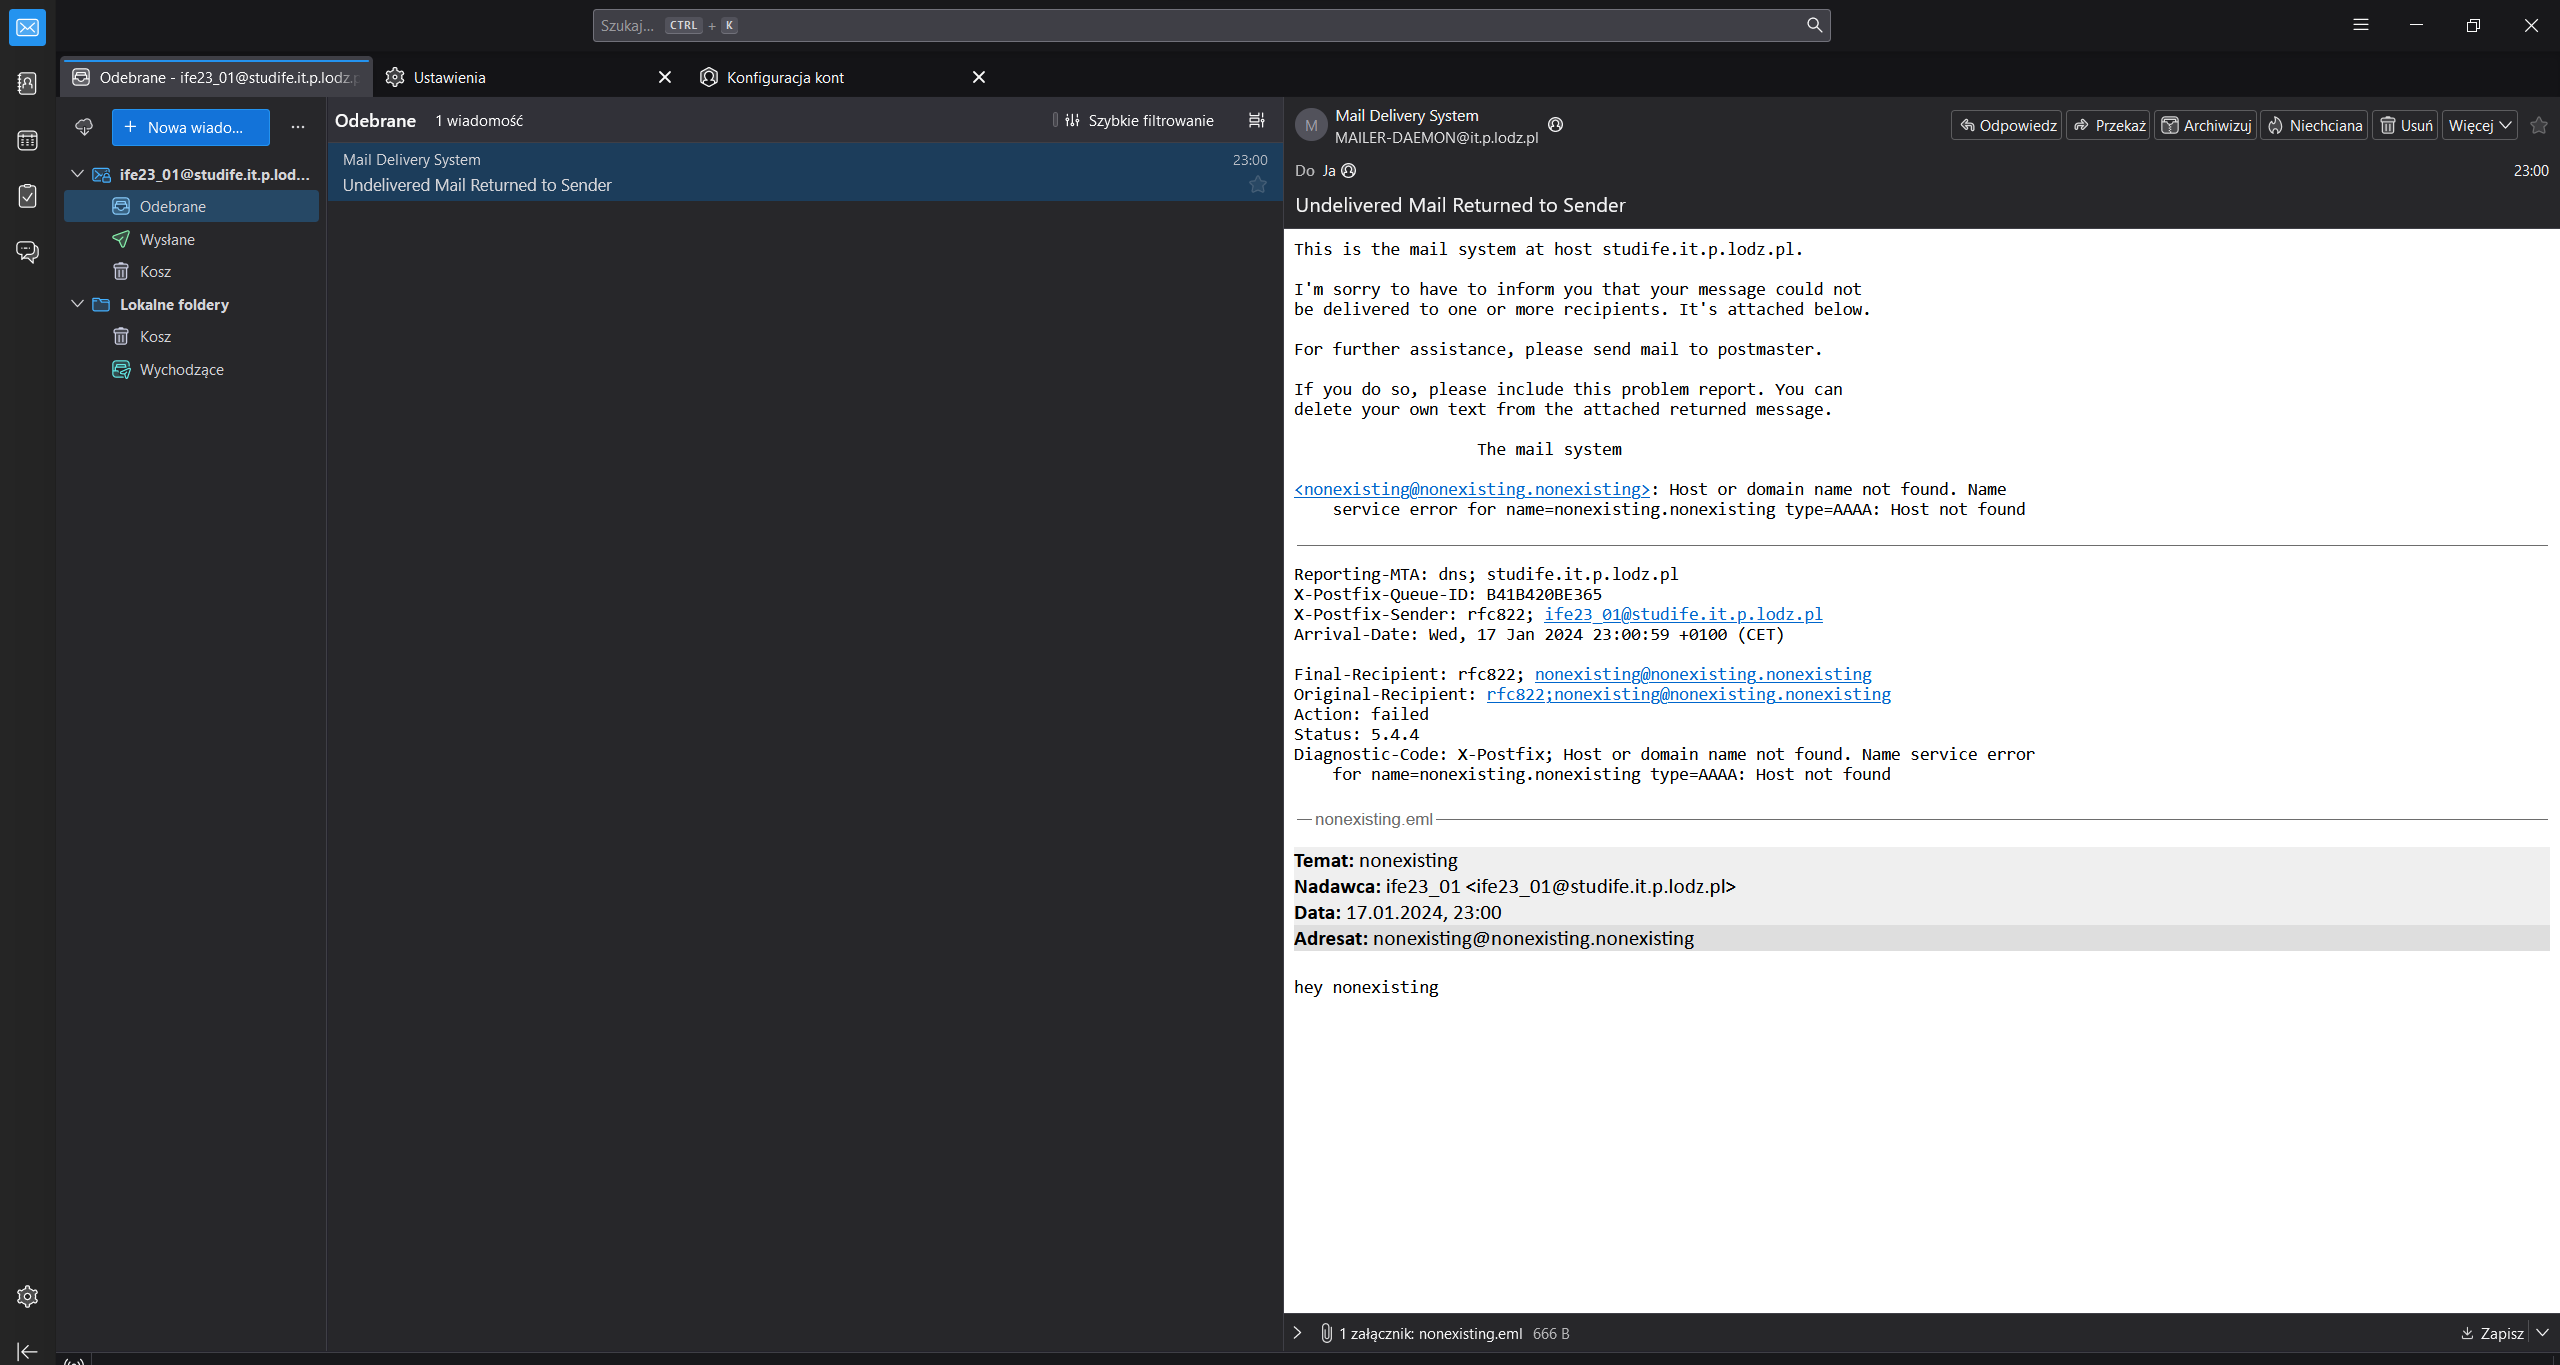 Szukaj... CTRL + K
Odebrane - ife23_01@studife.it.p.lodz.p
Ustawienia
Konfiguracja kont
Nowa wiado...
ife23_01@studife.it.p.lod...
Odebrane
Wysłane
Kosz
Lokalne foldery
Kosz
Wychodzące
Odebrane 1 wiadomość Szybkie filtrowanie
Mail Delivery System 23:00
Undelivered Mail Returned to Sender
M
Mail Delivery System
MAILER-DAEMON@it.p.lodz.pl
Odpowiedz Przekaż Archiwizuj Niechciana Usuń Więcej
Do Ja 23:00
Undelivered Mail Returned to Sender
This is the mail system at host studife.it.p.lodz.pl.
I'm sorry to have to inform you that your message could not
be delivered to one or more recipients. It's attached below.
For further assistance, please send mail to postmaster.
If you do so, please include this problem report. You can
delete your own text from the attached returned message.
The mail system
<nonexisting@nonexisting.nonexisting>: Host or domain name not found. Name
service error for name=nonexisting.nonexisting type=AAAA: Host not found
Reporting-MTA: dns; studife.it.p.lodz.pl
X-Postfix-Queue-ID: B41B420BE365
X-Postfix-Sender: rfc822; ife23_01@studife.it.p.lodz.pl
Arrival-Date: Wed, 17 Jan 2024 23:00:59 +0100 (CET)
Final-Recipient: rfc822; nonexisting@nonexisting.nonexisting
Original-Recipient: rfc822;nonexisting@nonexisting.nonexisting
Action: failed
Status: 5.4.4
Diagnostic-Code: X-Postfix; Host or domain name not found. Name service error
for name=nonexisting.nonexisting type=AAAA: Host not found
nonexisting.eml
Temat: nonexisting
Nadawca: ife23_01 <ife23_01@studife.it.p.lodz.pl>
Data: 17.01.2024, 23:00
Adresat: nonexisting@nonexisting.nonexisting
hey nonexisting
1 załącznik: nonexisting.eml 666 B
Zapisz